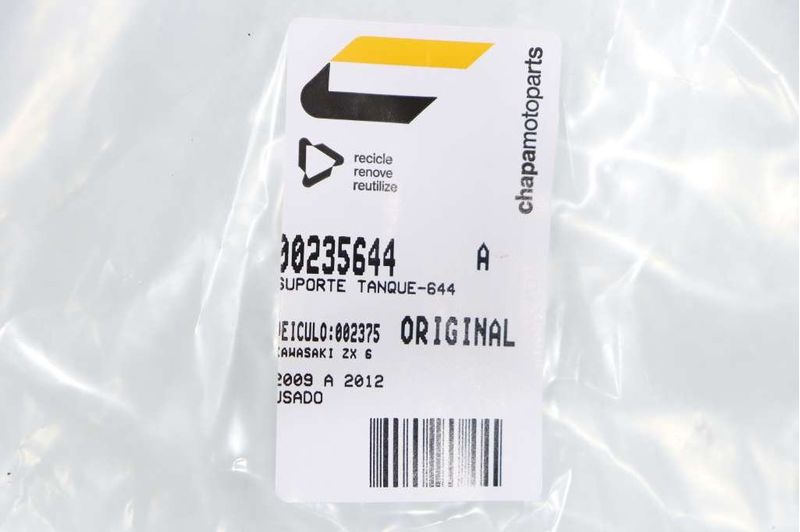 chapamotoparts
recicle
renove
reutilize
00235644 A
SUPORTE TANQUE-644
VEICULO:002375 ORIGINAL
KAWASAKI ZX 6
2009 A 2012
USADO